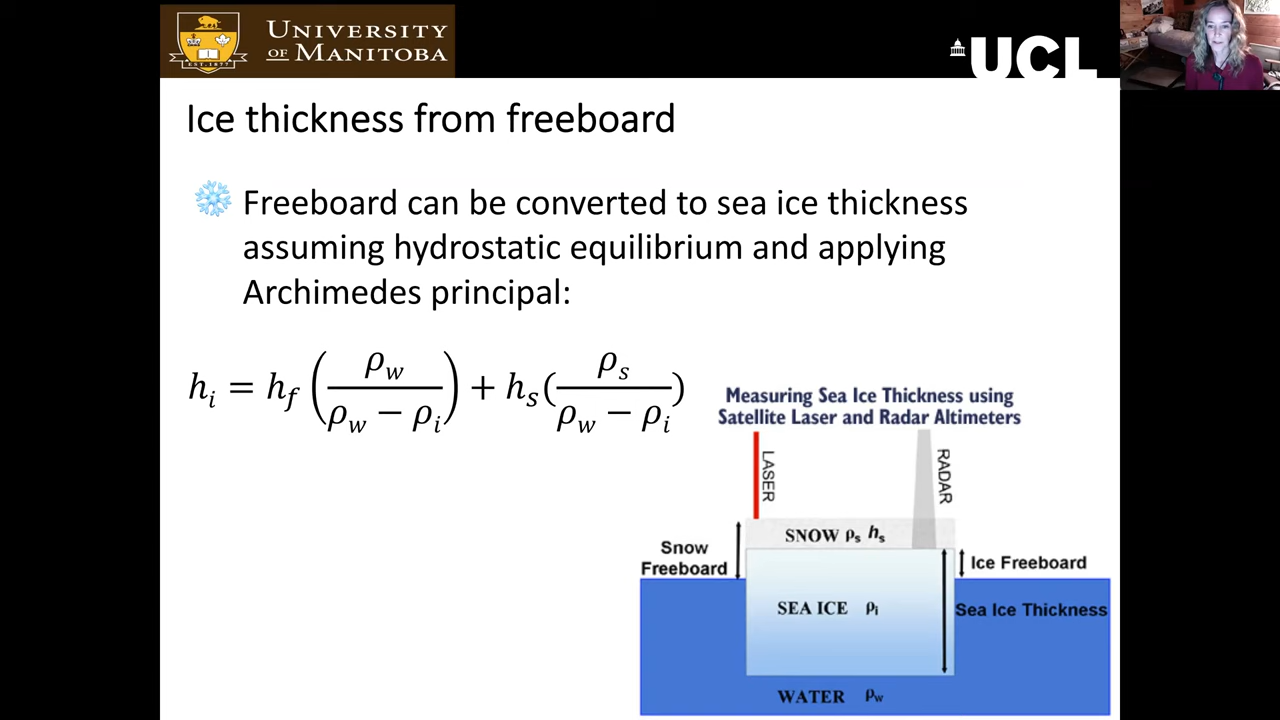 UNIVERSITY
OF MANITOBA
EST. 1877
UCL
Ice thickness from freeboard
Freeboard can be converted to sea ice thickness
assuming hydrostatic equilibrium and applying
Archimedes principal:
ℎ𝑖 = ℎ𝑓 (𝜌𝑤 / (𝜌𝑤 − 𝜌𝑖)) + ℎ𝑠(𝜌𝑠 / (𝜌𝑤 − 𝜌𝑖))
Measuring Sea Ice Thickness using
Satellite Laser and Radar Altimeters
LASER
RADAR
SNOW ρs hs
Snow
Freeboard
Ice Freeboard
SEA ICE ρi
Sea Ice Thickness
WATER ρw